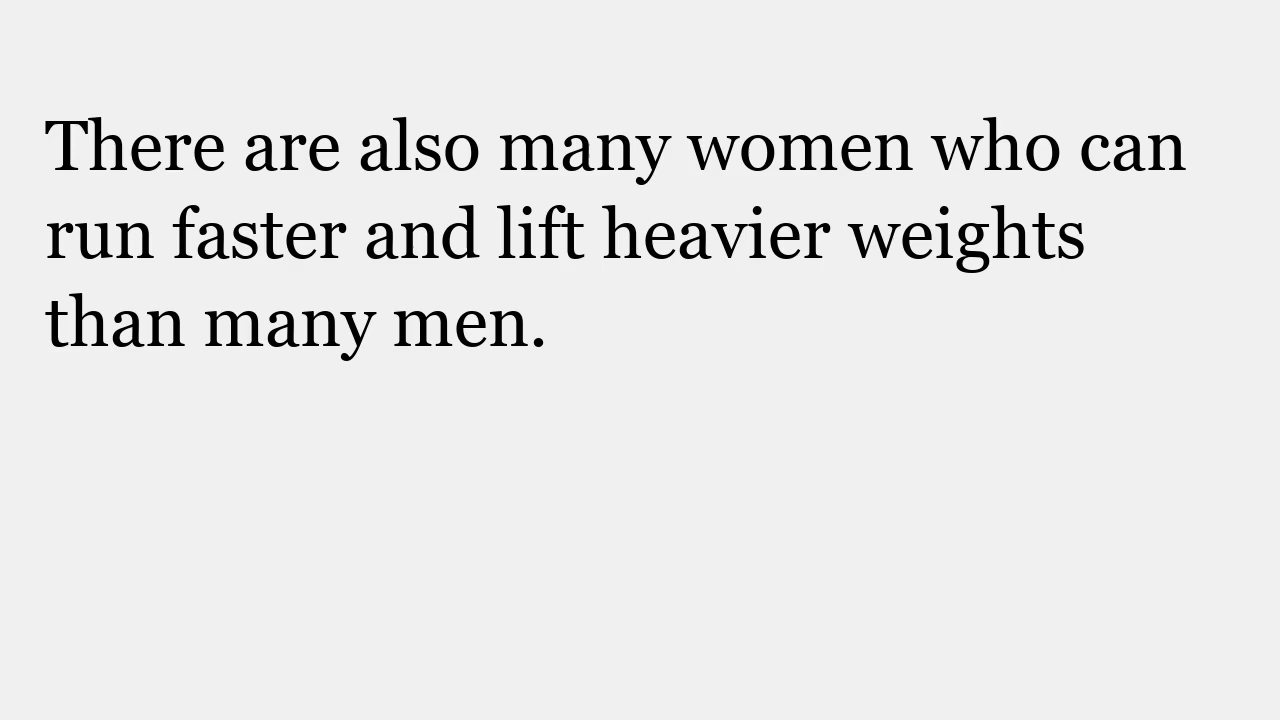 There are also many women who can
run faster and lift heavier weights
than many men.